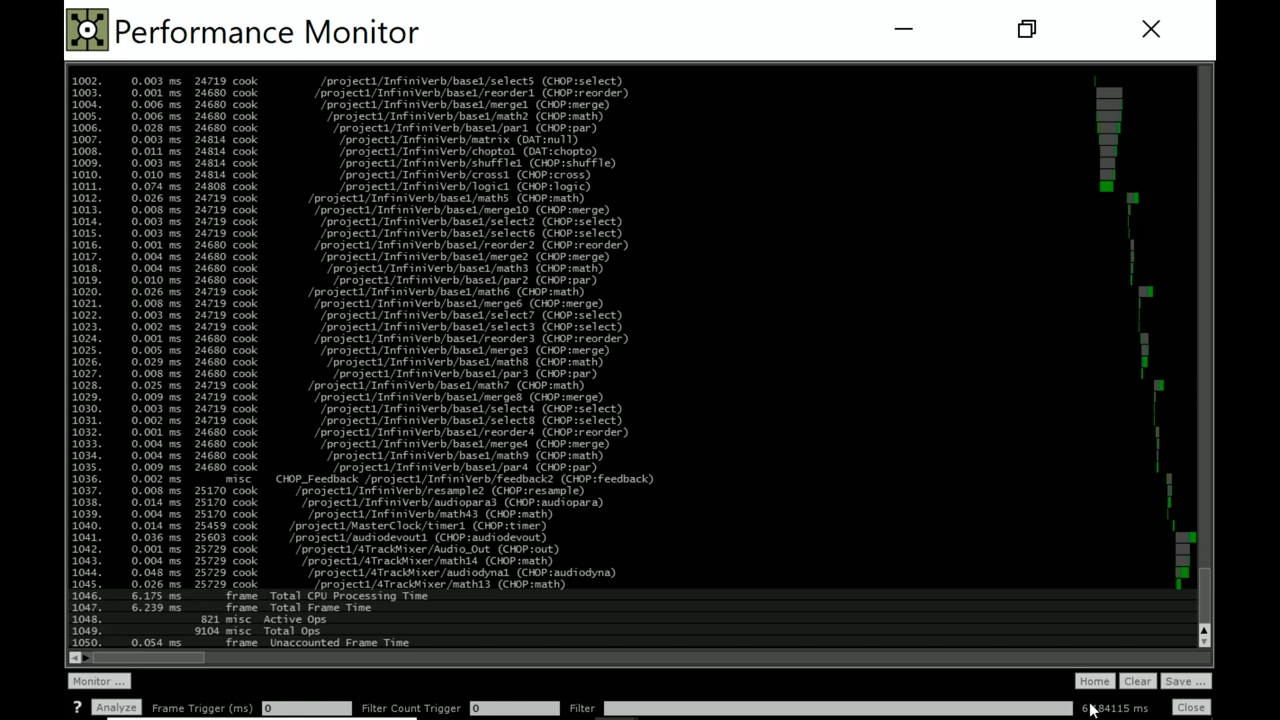 Performance Monitor
1002. 0.003 ms 24719 cook /project1/InfiniVerb/base1/select5 (CHOP:select)
1003. 0.001 ms 24680 cook /project1/InfiniVerb/base1/reorder1 (CHOP:reorder)
1004. 0.006 ms 24680 cook /project1/InfiniVerb/base1/merge1 (CHOP:merge)
1005. 0.006 ms 24680 cook /project1/InfiniVerb/base1/math2 (CHOP:math)
1006. 0.028 ms 24680 cook /project1/InfiniVerb/base1/par1 (CHOP:par)
1007. 0.003 ms 24814 cook /project1/InfiniVerb/matrix (DAT:null)
1008. 0.011 ms 24814 cook /project1/InfiniVerb/chopto1 (DAT:chopto)
1009. 0.003 ms 24814 cook /project1/InfiniVerb/shuffle1 (CHOP:shuffle)
1010. 0.010 ms 24814 cook /project1/InfiniVerb/cross1 (CHOP:cross)
1011. 0.074 ms 24808 cook /project1/InfiniVerb/logic1 (CHOP:logic)
1012. 0.026 ms 24719 cook /project1/InfiniVerb/base1/math5 (CHOP:math)
1013. 0.008 ms 24719 cook /project1/InfiniVerb/base1/merge10 (CHOP:merge)
1014. 0.003 ms 24719 cook /project1/InfiniVerb/base1/select2 (CHOP:select)
1015. 0.003 ms 24719 cook /project1/InfiniVerb/base1/select6 (CHOP:select)
1016. 0.001 ms 24680 cook /project1/InfiniVerb/base1/reorder2 (CHOP:reorder)
1017. 0.004 ms 24680 cook /project1/InfiniVerb/base1/merge2 (CHOP:merge)
1018. 0.004 ms 24680 cook /project1/InfiniVerb/base1/math3 (CHOP:math)
1019. 0.010 ms 24680 cook /project1/InfiniVerb/base1/par2 (CHOP:par)
1020. 0.026 ms 24719 cook /project1/InfiniVerb/base1/math6 (CHOP:math)
1021. 0.008 ms 24719 cook /project1/InfiniVerb/base1/merge6 (CHOP:merge)
1022. 0.003 ms 24719 cook /project1/InfiniVerb/base1/select7 (CHOP:select)
1023. 0.002 ms 24719 cook /project1/InfiniVerb/base1/select3 (CHOP:select)
1024. 0.001 ms 24680 cook /project1/InfiniVerb/base1/reorder3 (CHOP:reorder)
1025. 0.005 ms 24680 cook /project1/InfiniVerb/base1/merge3 (CHOP:merge)
1026. 0.029 ms 24680 cook /project1/InfiniVerb/base1/math8 (CHOP:math)
1027. 0.008 ms 24680 cook /project1/InfiniVerb/base1/par3 (CHOP:par)
1028. 0.025 ms 24719 cook /project1/InfiniVerb/base1/math7 (CHOP:math)
1029. 0.009 ms 24719 cook /project1/InfiniVerb/base1/merge8 (CHOP:merge)
1030. 0.003 ms 24719 cook /project1/InfiniVerb/base1/select4 (CHOP:select)
1031. 0.002 ms 24719 cook /project1/InfiniVerb/base1/select8 (CHOP:select)
1032. 0.001 ms 24680 cook /project1/InfiniVerb/base1/reorder4 (CHOP:reorder)
1033. 0.004 ms 24680 cook /project1/InfiniVerb/base1/merge4 (CHOP:merge)
1034. 0.004 ms 24680 cook /project1/InfiniVerb/base1/math9 (CHOP:math)
1035. 0.009 ms 24680 cook /project1/InfiniVerb/base1/par4 (CHOP:par)
1036. 0.002 ms misc CHOP_Feedback /project1/InfiniVerb/feedback2 (CHOP:feedback)
1037. 0.008 ms 25170 cook /project1/InfiniVerb/resample2 (CHOP:resample)
1038. 0.014 ms 25170 cook /project1/InfiniVerb/audiopara3 (CHOP:audiopara)
1039. 0.004 ms 25170 cook /project1/InfiniVerb/math43 (CHOP:math)
1040. 0.014 ms 25459 cook /project1/MasterClock/timer1 (CHOP:timer)
1041. 0.036 ms 25603 cook /project1/audiodevout1 (CHOP:audiodevout)
1042. 0.001 ms 25729 cook /project1/4TrackMixer/Audio_Out (CHOP:out)
1043. 0.004 ms 25729 cook /project1/4TrackMixer/math14 (CHOP:math)
1044. 0.048 ms 25729 cook /project1/4TrackMixer/audiodyna1 (CHOP:audiodyna)
1045. 0.026 ms 25729 cook /project1/4TrackMixer/math13 (CHOP:math)
1046. 6.175 ms frame Total CPU Processing Time
1047. 6.239 ms frame Total Frame Time
1048. 821 misc Active Ops
1049. 9104 misc Total Ops
1050. 0.054 ms frame Unaccounted Frame Time
Monitor ... Home Clear Save ...
? Analyze Frame Trigger (ms) 0 Filter Count Trigger 0 Filter ms Close